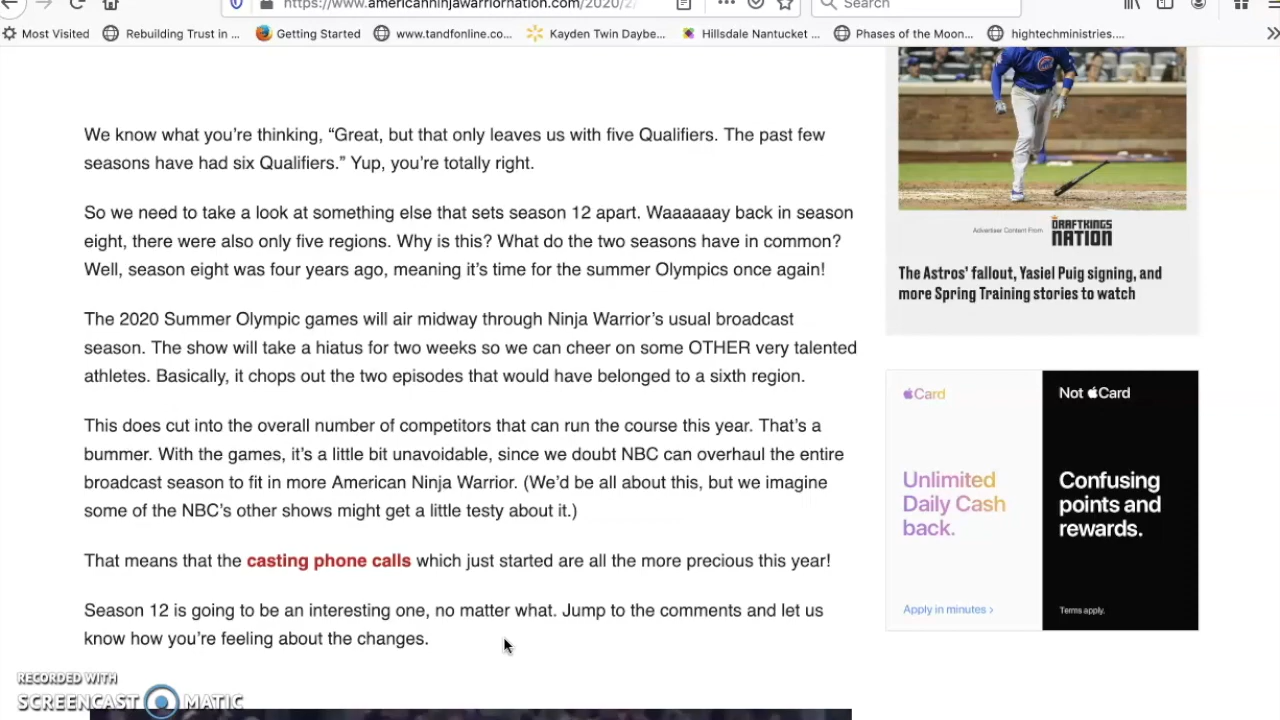 https://www.americanninjawarriornation.com/2020/2/
Search
Most Visited
Rebuilding Trust in ...
Getting Started
www.tandfonline.co...
Kayden Twin Daybe...
Hillsdale Nantucket ...
Phases of the Moon...
hightechministries....
We know what you're thinking, “Great, but that only leaves us with five Qualifiers. The past few
seasons have had six Qualifiers.” Yup, you're totally right.
So we need to take a look at something else that sets season 12 apart. Waaaaaay back in season
eight, there were also only five regions. Why is this? What do the two seasons have in common?
Well, season eight was four years ago, meaning it's time for the summer Olympics once again!
The 2020 Summer Olympic games will air midway through Ninja Warrior's usual broadcast
season. The show will take a hiatus for two weeks so we can cheer on some OTHER very talented
athletes. Basically, it chops out the two episodes that would have belonged to a sixth region.
This does cut into the overall number of competitors that can run the course this year. That's a
bummer. With the games, it's a little bit unavoidable, since we doubt NBC can overhaul the entire
broadcast season to fit in more American Ninja Warrior. (We'd be all about this, but we imagine
some of the NBC's other shows might get a little testy about it.)
That means that the casting phone calls which just started are all the more precious this year!
Season 12 is going to be an interesting one, no matter what. Jump to the comments and let us
know how you're feeling about the changes.
Advertiser Content From
DRAFTKINGS
NATION
The Astros' fallout, Yasiel Puig signing, and
more Spring Training stories to watch
Card
Unlimited
Daily Cash
back.
Apply in minutes >
Not Card
Confusing
points and
rewards.
Terms apply.
RECORDED WITH
SCREENCAST MATIC